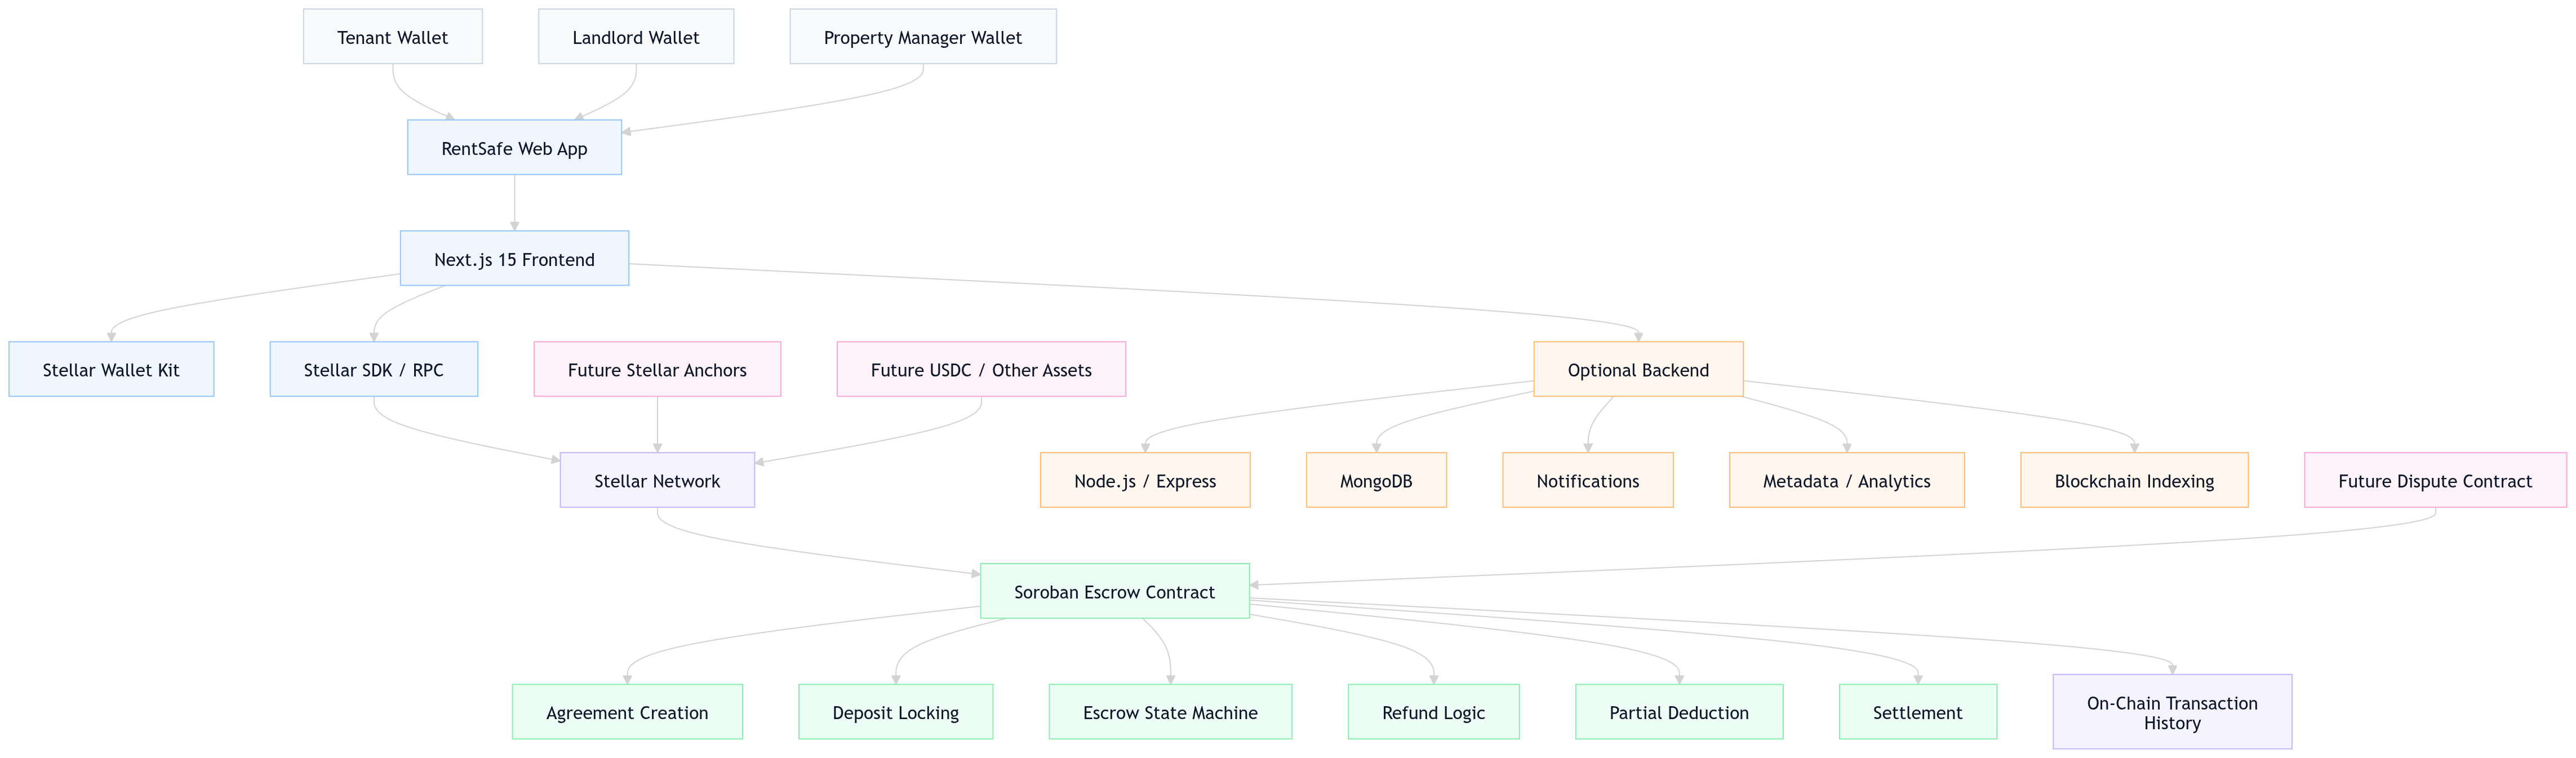 Tenant Wallet
Landlord Wallet
Property Manager Wallet
RentSafe Web App
Next.js 15 Frontend
Stellar Wallet Kit
Stellar SDK / RPC
Future Stellar Anchors
Future USDC / Other Assets
Optional Backend
Stellar Network
Node.js / Express
MongoDB
Notifications
Metadata / Analytics
Blockchain Indexing
Future Dispute Contract
Soroban Escrow Contract
Agreement Creation
Deposit Locking
Escrow State Machine
Refund Logic
Partial Deduction
Settlement
On-Chain Transaction
History